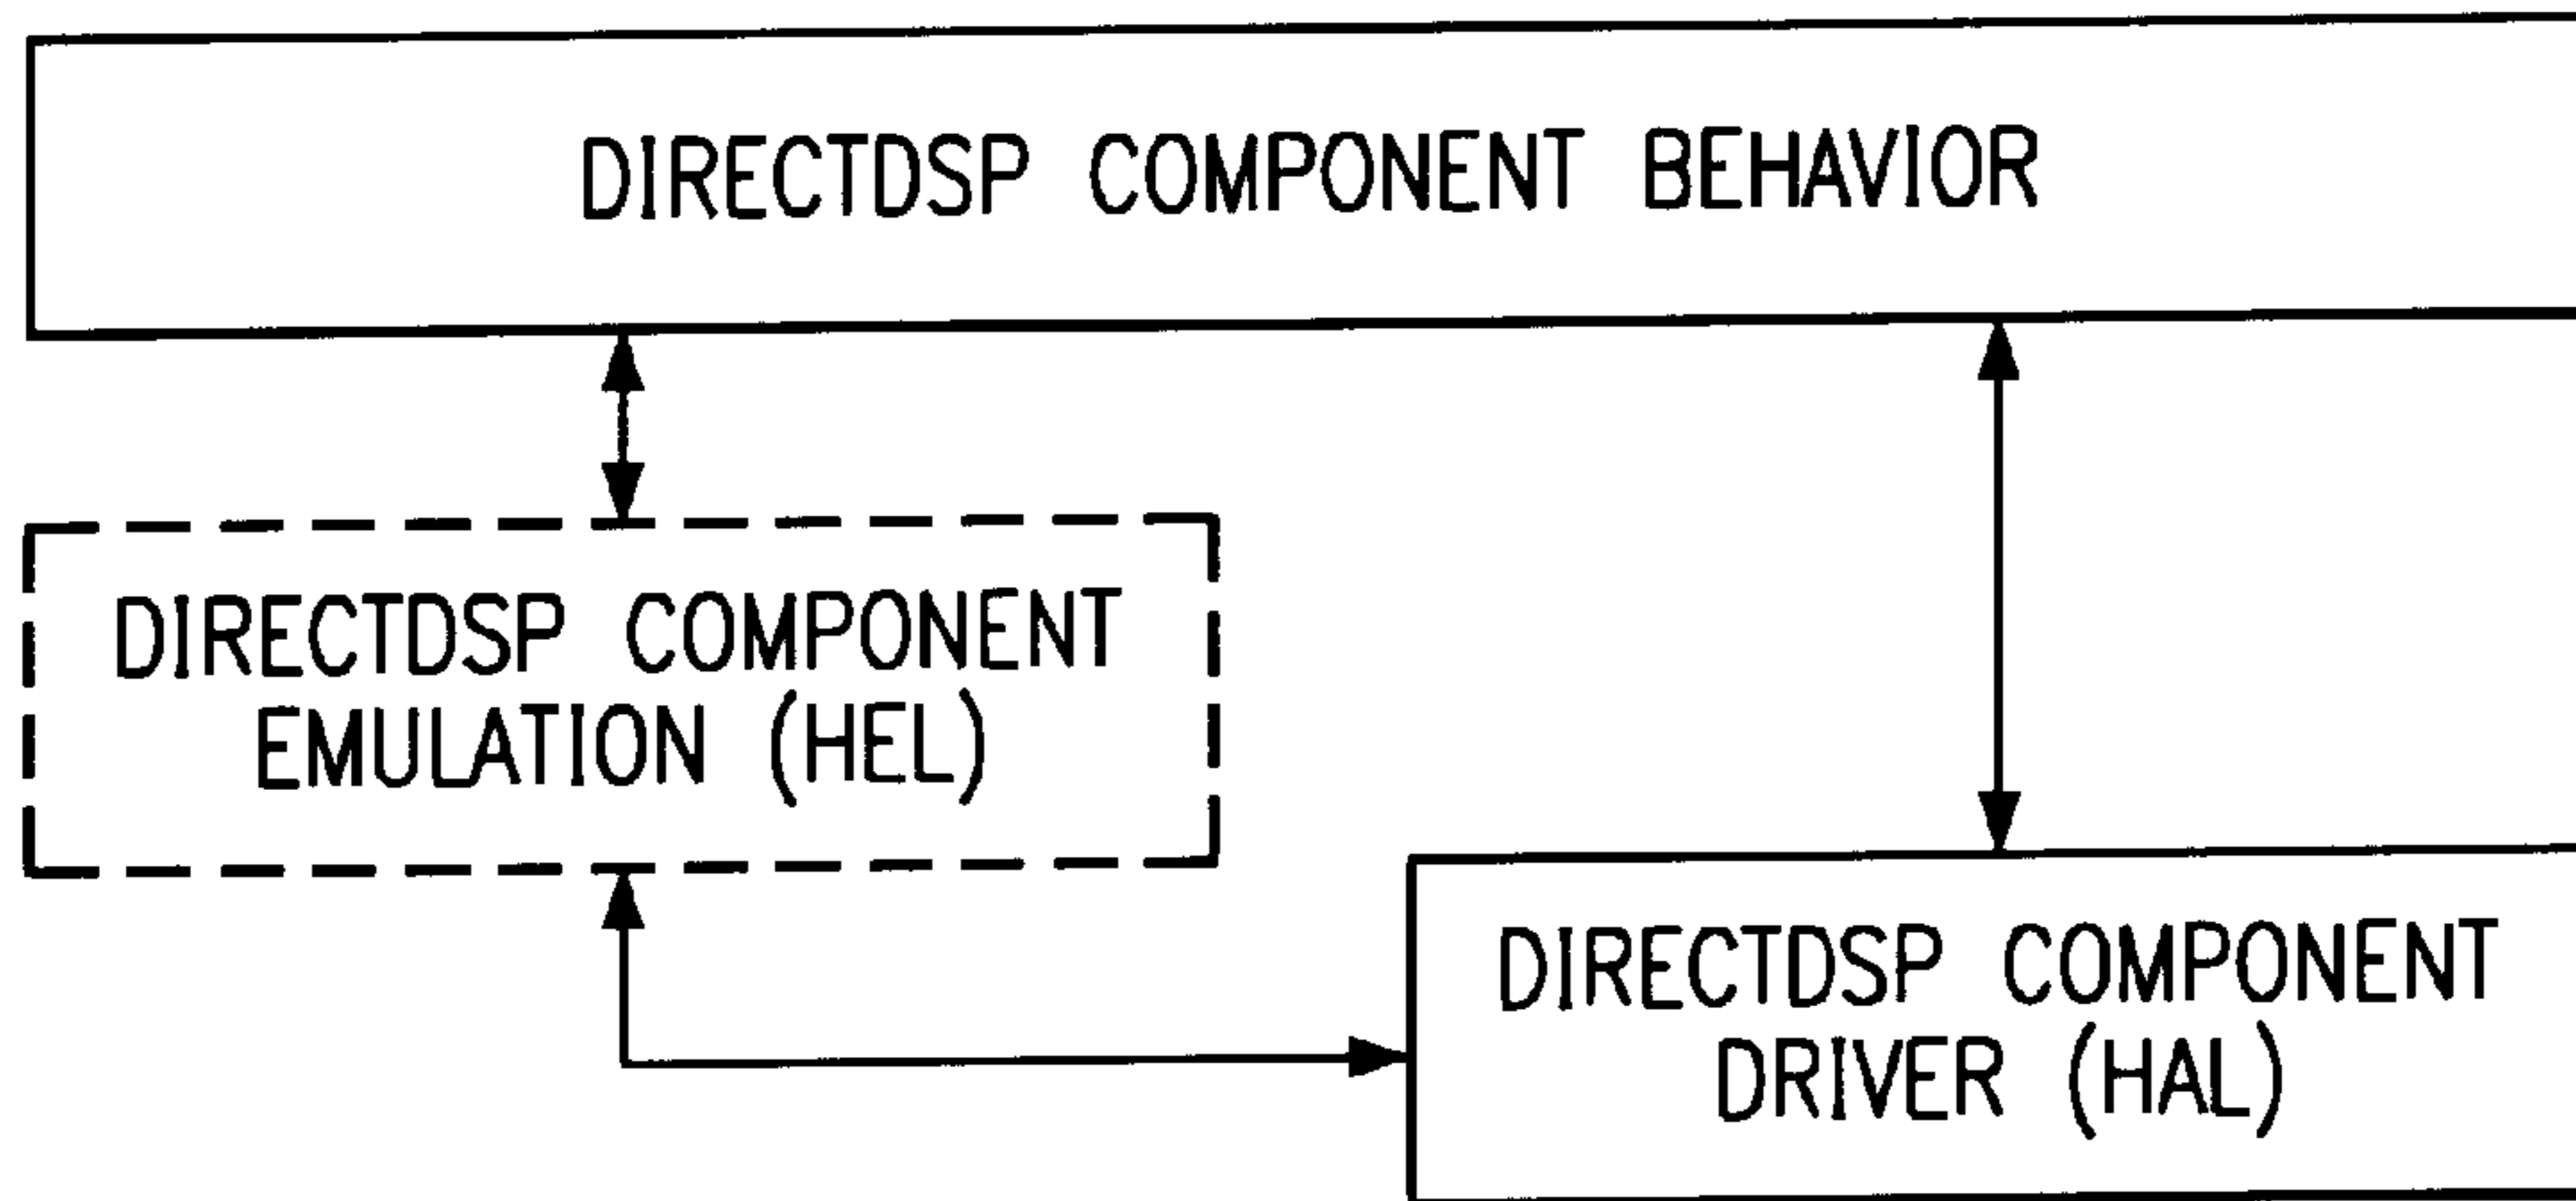 DIRECTDSP COMPONENT BEHAVIOR
DIRECTDSP COMPONENT
EMULATION (HEL)
DIRECTDSP COMPONENT
DRIVER (HAL)